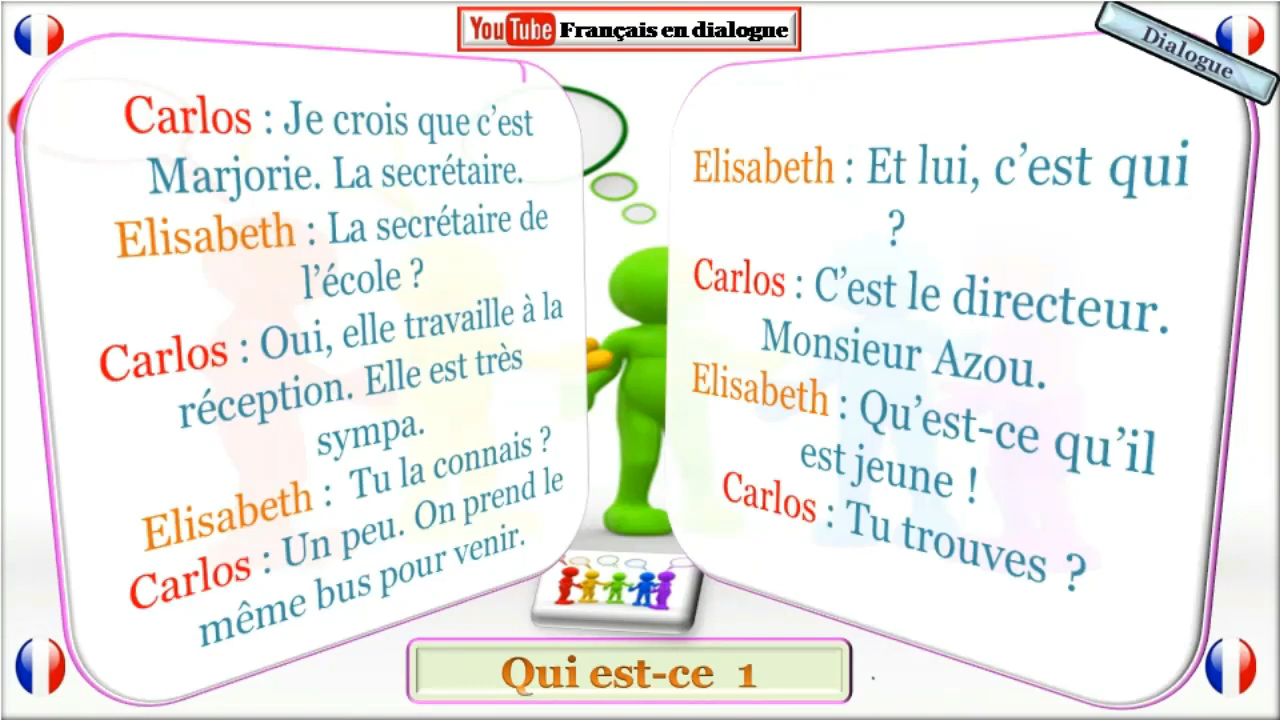 YouTube Français en dialogue
Dialogue
Carlos : Je crois que c’est
Marjorie. La secrétaire.
Elisabeth : La secrétaire de
l’école ?
Carlos : Oui, elle travaille à la
réception. Elle est très
sympa.
Elisabeth : Tu la connais ?
Carlos : Un peu. On prend le
même bus pour venir.
Elisabeth : Et lui, c’est qui
?
Carlos : C’est le directeur.
Monsieur Azou.
Elisabeth : Qu’est-ce qu’il
est jeune !
Carlos : Tu trouves ?
Qui est-ce 1